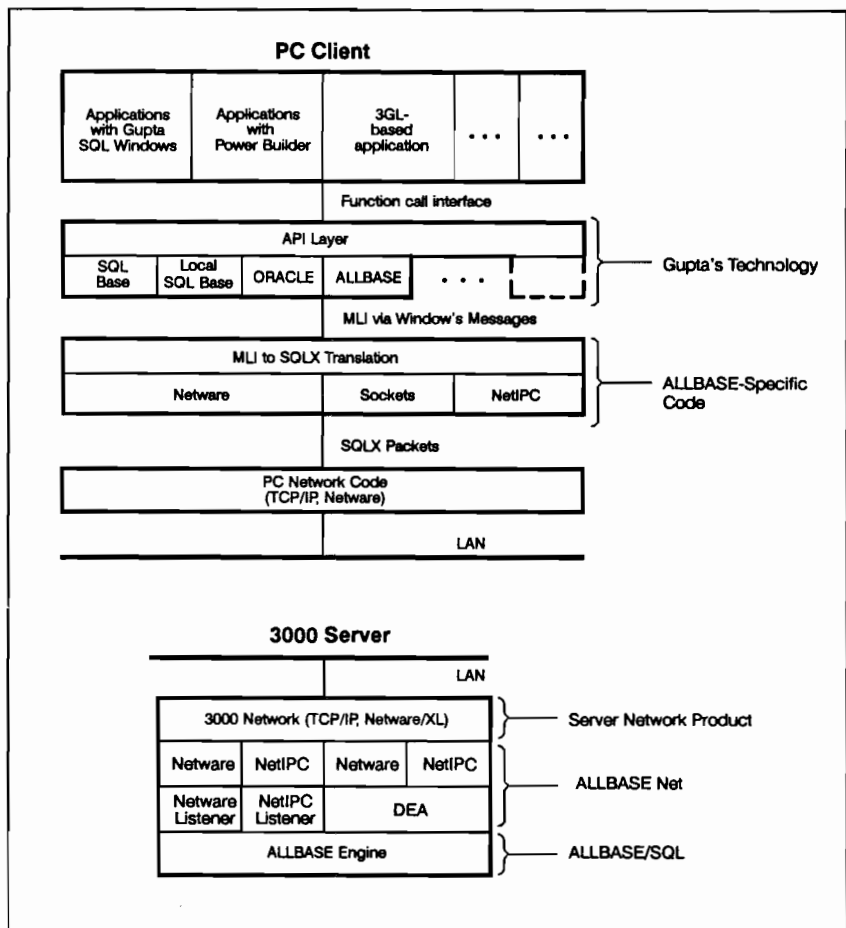 PC Client
Applications
with Gupta
SQL Windows
Applications
with
Power Builder
3GL-
based
application
. . .
. . .
Function call interface
API Layer
SQL
Base
Local
SQL Base
ORACLE
ALLBASE
. . .
Gupta's Technology
MLI via Window's Messages
MLI to SQLX Translation
Netware
Sockets
NetIPC
ALLBASE-Specific
Code
SQLX Packets
PC Network Code
(TCP/IP, Netware)
LAN
3000 Server
LAN
3000 Network (TCP/IP, Netware/XL)
Server Network Product
Netware
NetIPC
Netware
NetIPC
ALLBASE Net
Netware
Listener
NetIPC
Listener
DEA
ALLBASE Engine
ALLBASE/SQL